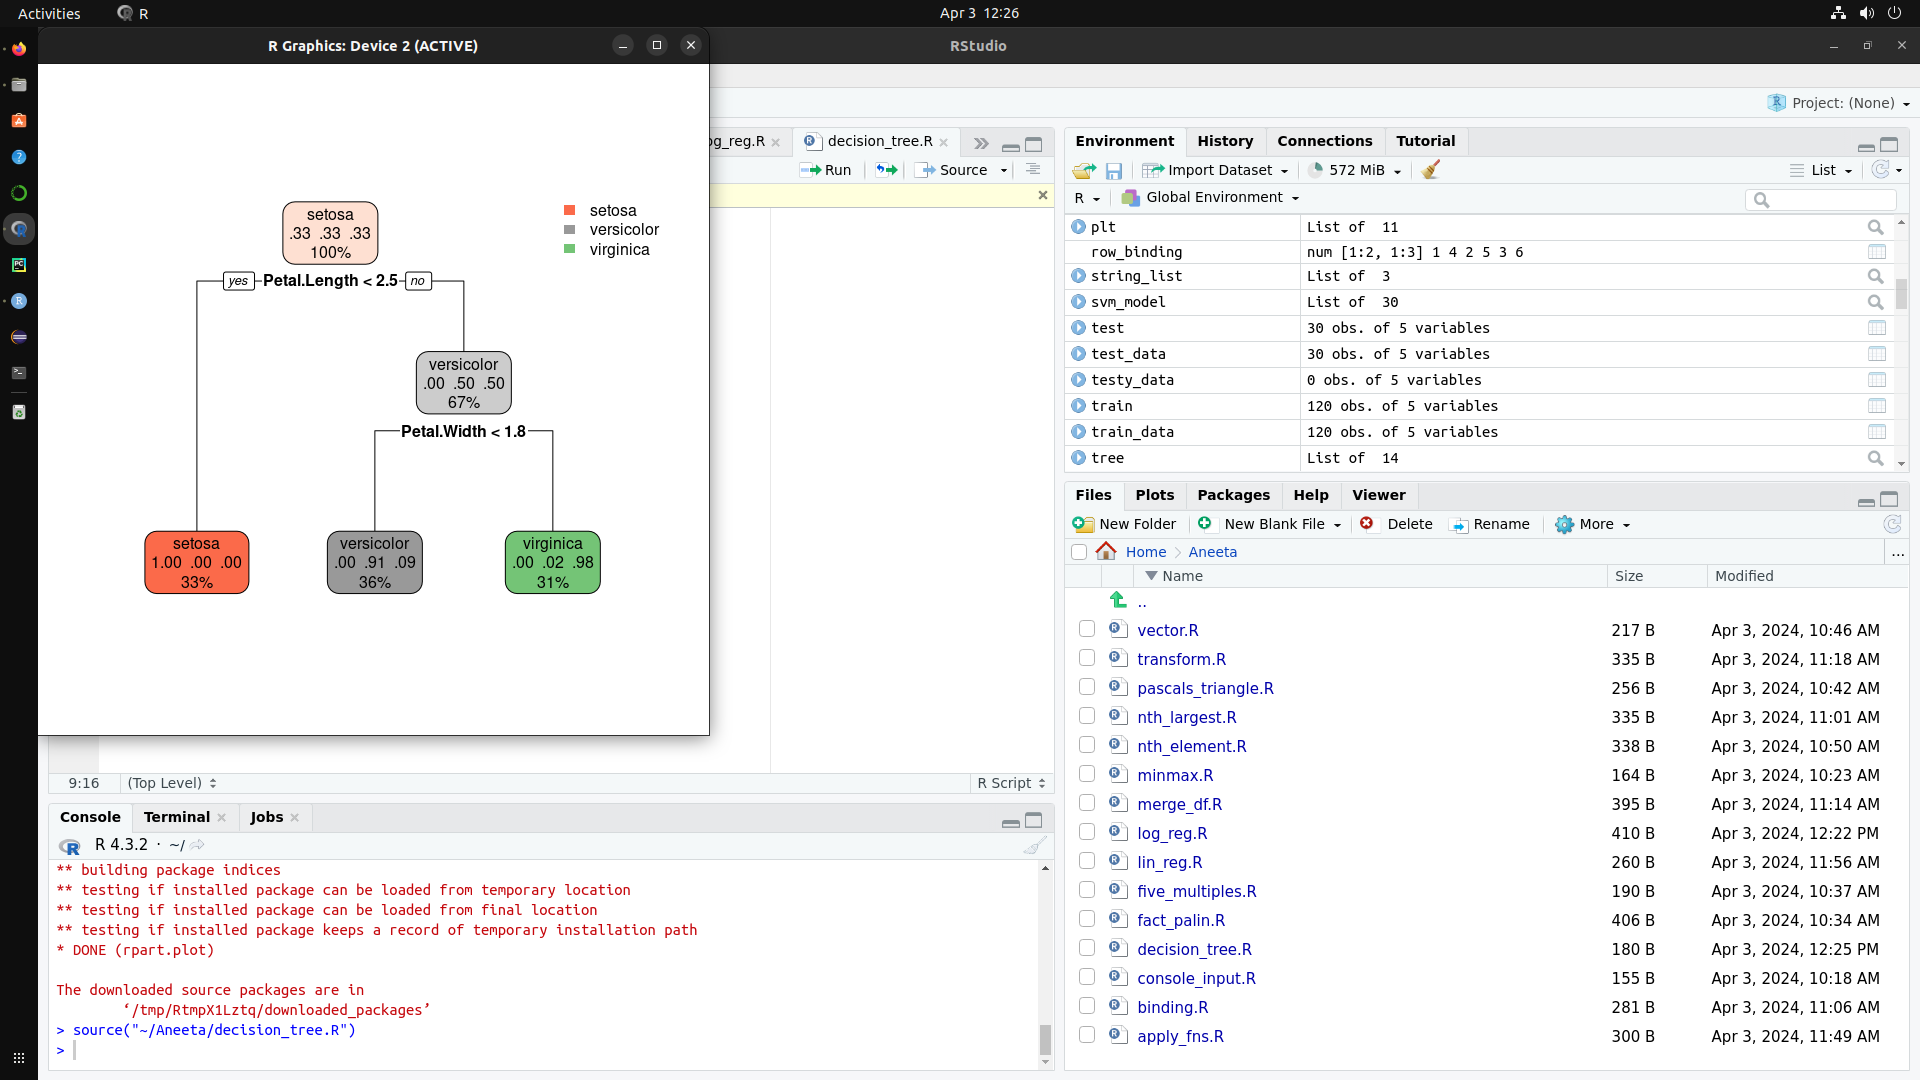 Activities
R
Apr 3 12:26
R Graphics: Device 2 (ACTIVE)
RStudio
setosa
.33 .33 .33
100%
setosa
versicolor
virginica
yes
Petal.Length < 2.5
no
versicolor
.00 .50 .50
67%
Petal.Width < 1.8
setosa
1.00 .00 .00
33%
versicolor
.00 .91 .09
36%
virginica
.00 .02 .98
31%
Project: (None)
og_reg.R
decision_tree.R
Run
Source
9:16
(Top Level)
R Script
Console
Terminal
Jobs
R 4.3.2 · ~/
** building package indices
** testing if installed package can be loaded from temporary location
** testing if installed package can be loaded from final location
** testing if installed package keeps a record of temporary installation path
* DONE (rpart.plot)
The downloaded source packages are in
‘/tmp/RtmpX1Lztq/downloaded_packages’
> source("~/Aneeta/decision_tree.R")
>
Environment
History
Connections
Tutorial
Import Dataset
572 MiB
List
R
Global Environment
plt List of 11
row_binding num [1:2, 1:3] 1 4 2 5 3 6
string_list List of 3
svm_model List of 30
test 30 obs. of 5 variables
test_data 30 obs. of 5 variables
testy_data 0 obs. of 5 variables
train 120 obs. of 5 variables
train_data 120 obs. of 5 variables
tree List of 14
Files
Plots
Packages
Help
Viewer
New Folder
New Blank File
Delete
Rename
More
Home
Aneeta
...
Name Size Modified
..
vector.R 217 B Apr 3, 2024, 10:46 AM
transform.R 335 B Apr 3, 2024, 11:18 AM
pascals_triangle.R 256 B Apr 3, 2024, 10:42 AM
nth_largest.R 335 B Apr 3, 2024, 11:01 AM
nth_element.R 338 B Apr 3, 2024, 10:50 AM
minmax.R 164 B Apr 3, 2024, 10:23 AM
merge_df.R 395 B Apr 3, 2024, 11:14 AM
log_reg.R 410 B Apr 3, 2024, 12:22 PM
lin_reg.R 260 B Apr 3, 2024, 11:56 AM
five_multiples.R 190 B Apr 3, 2024, 10:37 AM
fact_palin.R 406 B Apr 3, 2024, 10:34 AM
decision_tree.R 180 B Apr 3, 2024, 12:25 PM
console_input.R 155 B Apr 3, 2024, 10:18 AM
binding.R 281 B Apr 3, 2024, 11:06 AM
apply_fns.R 300 B Apr 3, 2024, 11:49 AM